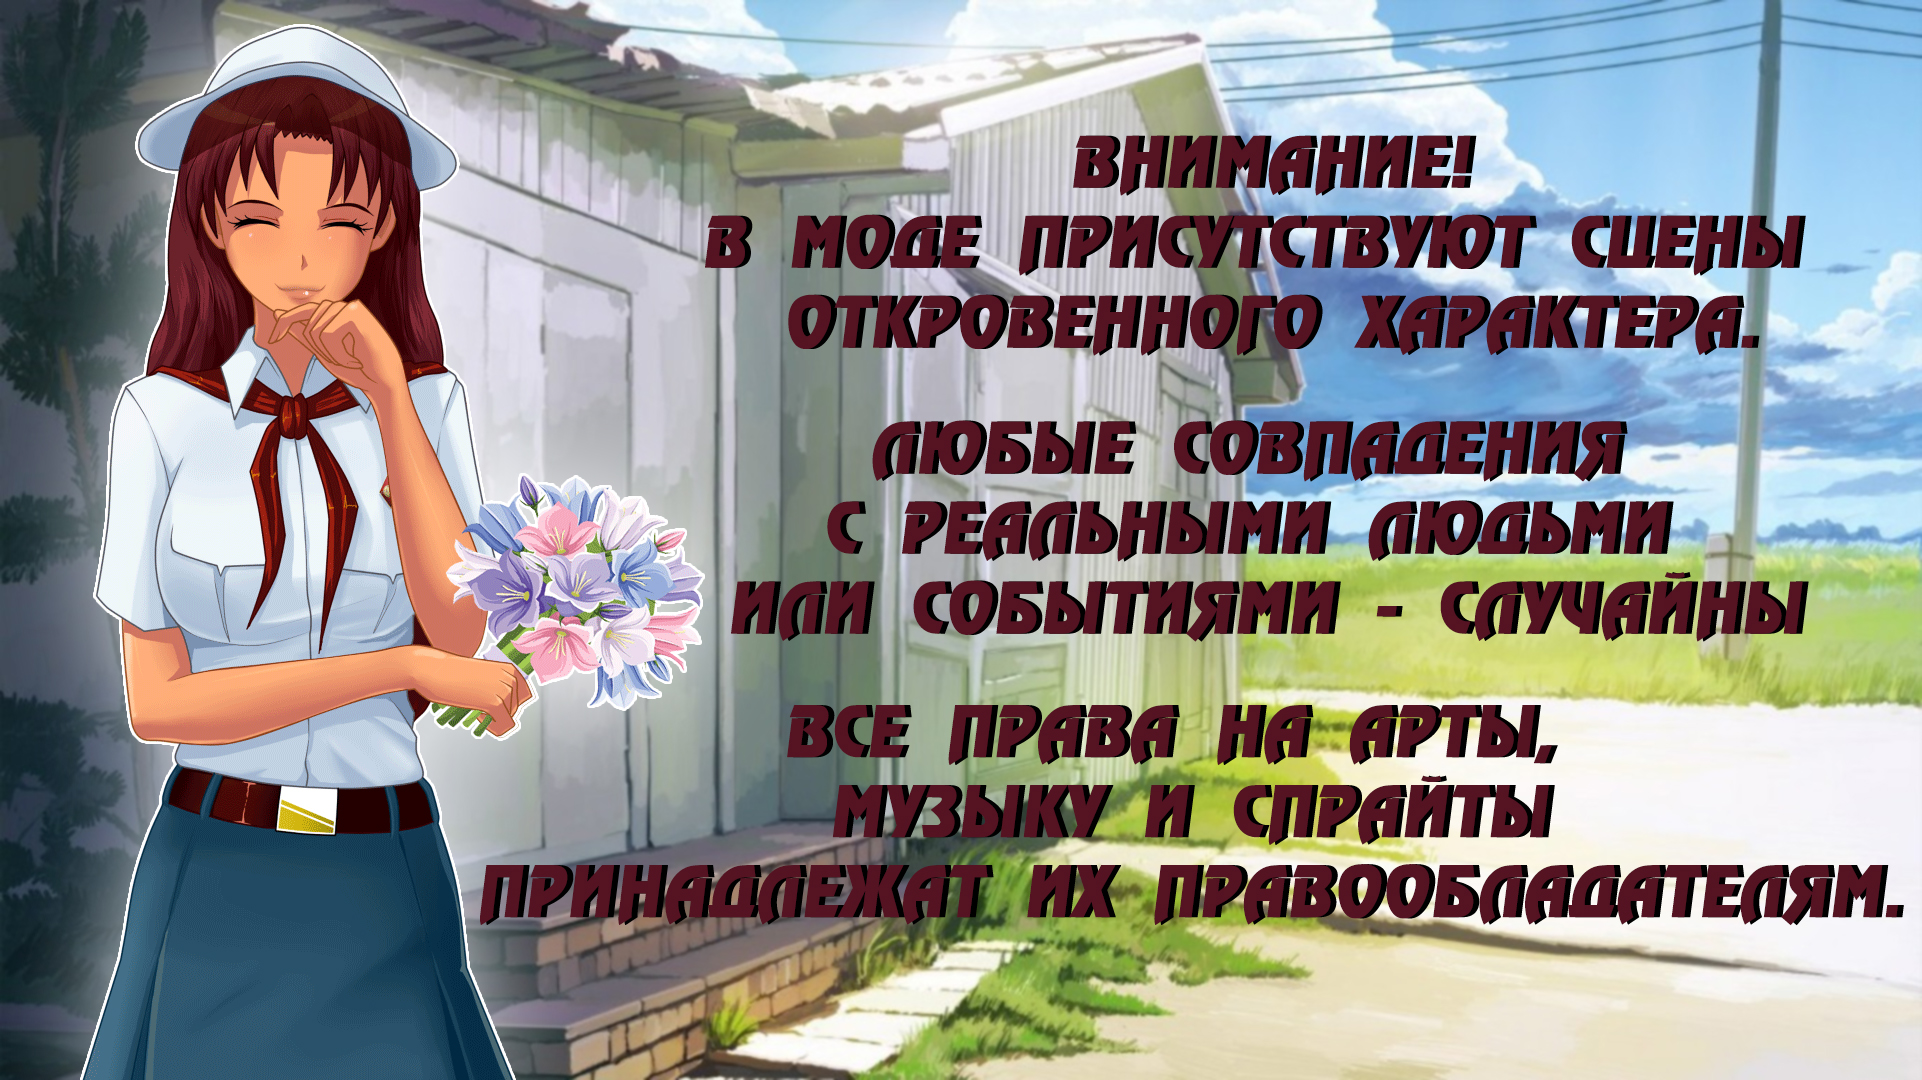 ВНИМАНИЕ!
В МОДЕ ПРИСУТСТВУЮТ СЦЕНЫ
ОТКРОВЕННОГО ХАРАКТЕРА.
ЛЮБЫЕ СОВПАДЕНИЯ
С РЕАЛЬНЫМИ ЛЮДЬМИ
ИЛИ СОБЫТИЯМИ - СЛУЧАЙНЫ
ВСЕ ПРАВА НА АРТЫ,
МУЗЫКУ И СПРАЙТЫ
ПРИНАДЛЕЖАТ ИХ ПРАВООБЛАДАТЕЛЯМ.